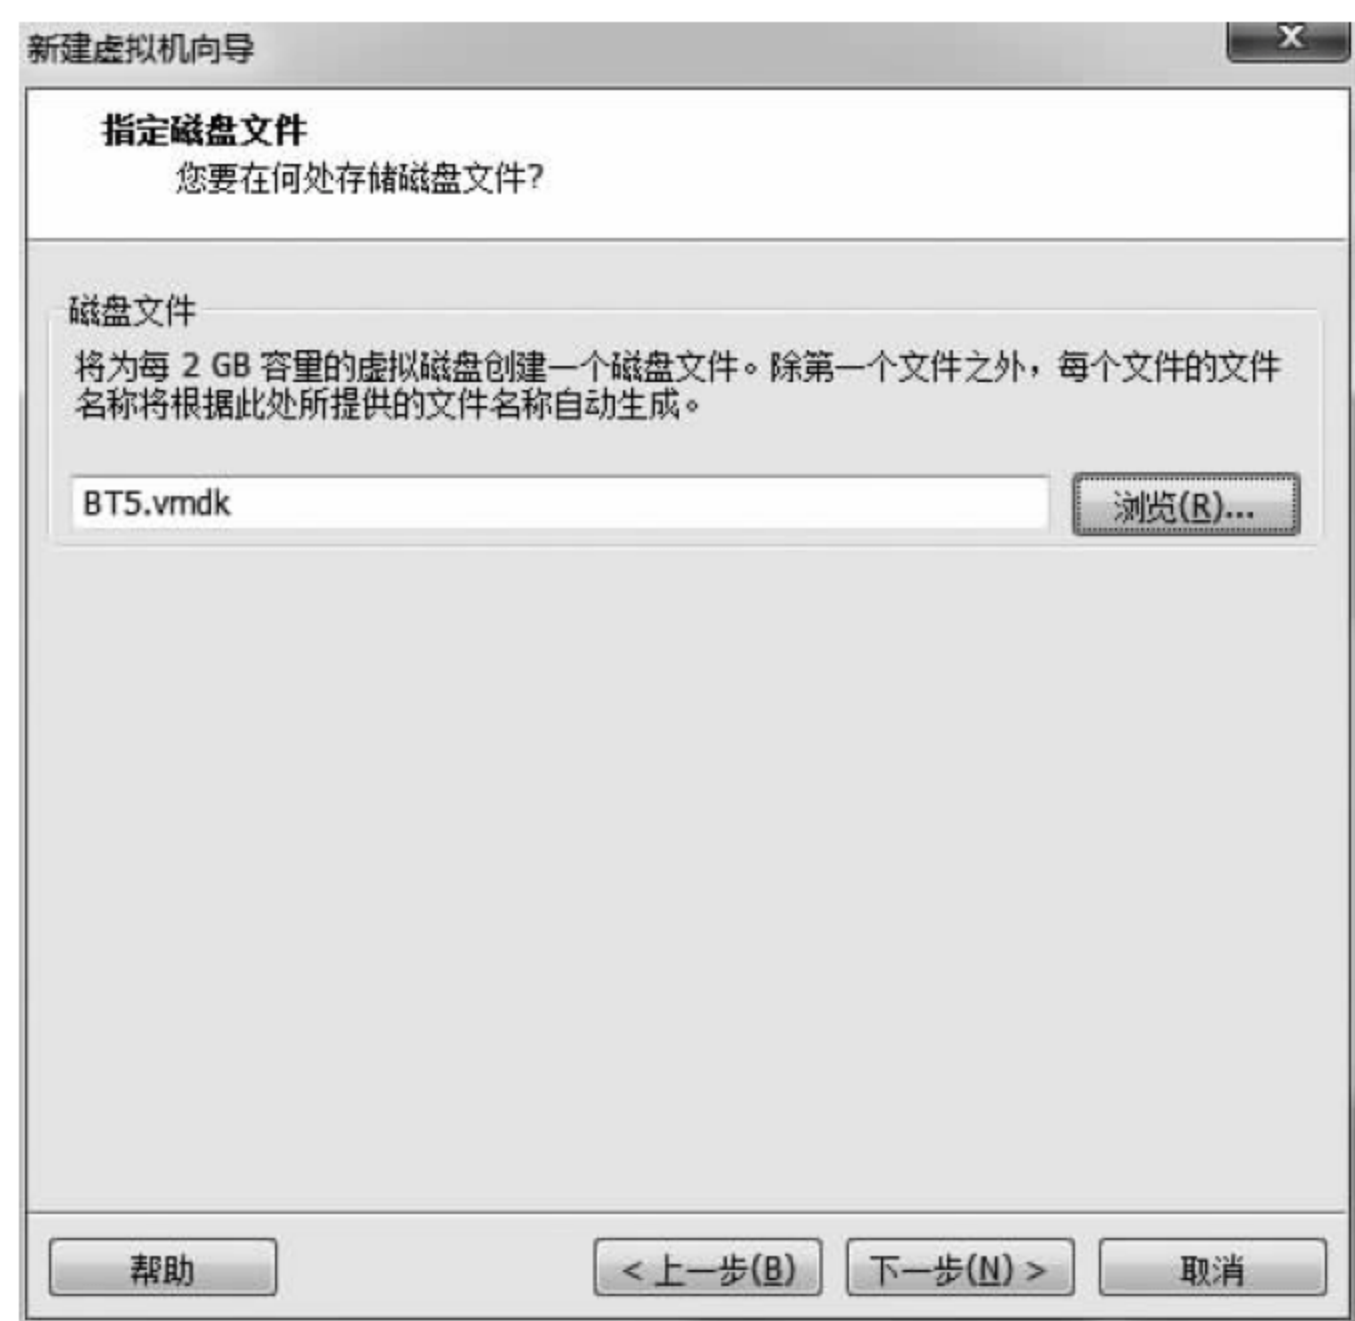 新建虚拟机向导
X
指定磁盘文件
您要在何处存储磁盘文件?
磁盘文件
将为每 2 GB 容里的虚拟磁盘创建一个磁盘文件。除第一个文件之外，每个文件的文件
名称将根据此处所提供的文件名称自动生成。
BT5.vmdk
浏览(R)...
帮助
< 上一步(B)
下一步(N) >
取消